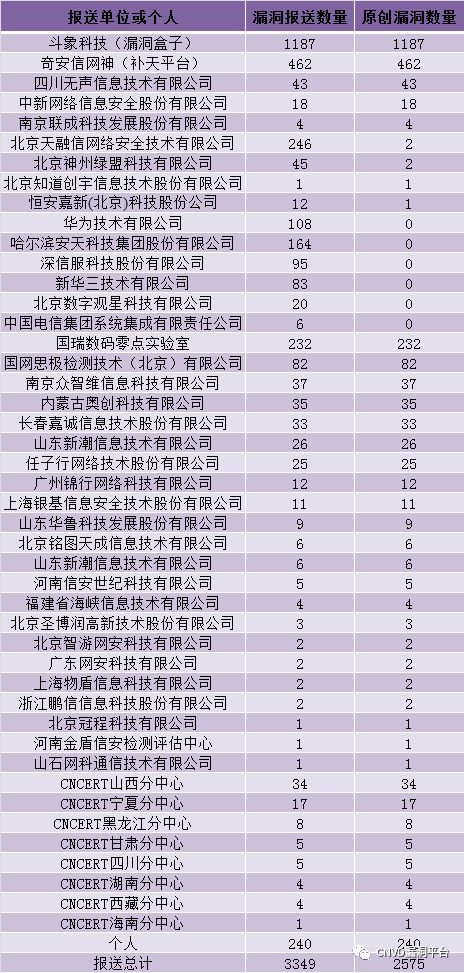 报送单位或个人 漏洞报送数量 原创漏洞数量
斗象科技（漏洞盒子） 1187 1187
奇安信网神（补天平台） 462 462
四川无声信息技术有限公司 43 43
中新网络信息安全股份有限公司 18 18
南京联成科技发展股份有限公司 4 4
北京天融信网络安全技术有限公司 246 2
北京神州绿盟科技有限公司 45 2
北京知道创宇信息技术股份有限公司 1 1
恒安嘉新(北京)科技股份公司 12 1
华为技术有限公司 108 0
哈尔滨安天科技集团股份有限公司 164 0
深信服科技股份有限公司 95 0
新华三技术有限公司 83 0
北京数字观星科技有限公司 20 0
中国电信集团系统集成有限责任公司 6 0
国瑞数码零点实验室 232 232
国网思极检测技术（北京）有限公司 82 82
南京众智维信息科技有限公司 37 37
内蒙古奥创科技有限公司 35 35
长春嘉诚信息技术股份有限公司 33 33
山东新潮信息技术有限公司 26 26
任子行网络技术股份有限公司 25 25
广州锦行网络科技有限公司 12 12
上海银基信息安全技术股份有限公司 11 11
山东华鲁科技发展股份有限公司 9 9
北京铭图天成信息技术有限公司 6 6
山东新潮信息技术有限公司 6 6
河南信安世纪科技有限公司 5 5
福建省海峡信息技术有限公司 4 4
北京圣博润高新技术股份有限公司 3 3
北京智游网安科技有限公司 2 2
广东网安科技有限公司 2 2
上海物盾信息科技有限公司 2 2
浙江鹏信信息科技股份有限公司 2 2
北京冠程科技有限公司 1 1
河南金盾信安检测评估中心 1 1
山石网科通信技术有限公司 1 1
CNCERT山西分中心 34 34
CNCERT宁夏分中心 17 17
CNCERT黑龙江分中心 8 8
CNCERT甘肃分中心 5 5
CNCERT四川分中心 5 5
CNCERT湖南分中心 4 4
CNCERT西藏分中心 4 4
CNCERT海南分中心 1 1
个人 240 240
报送总计 3349 2575
CNVD漏洞平台